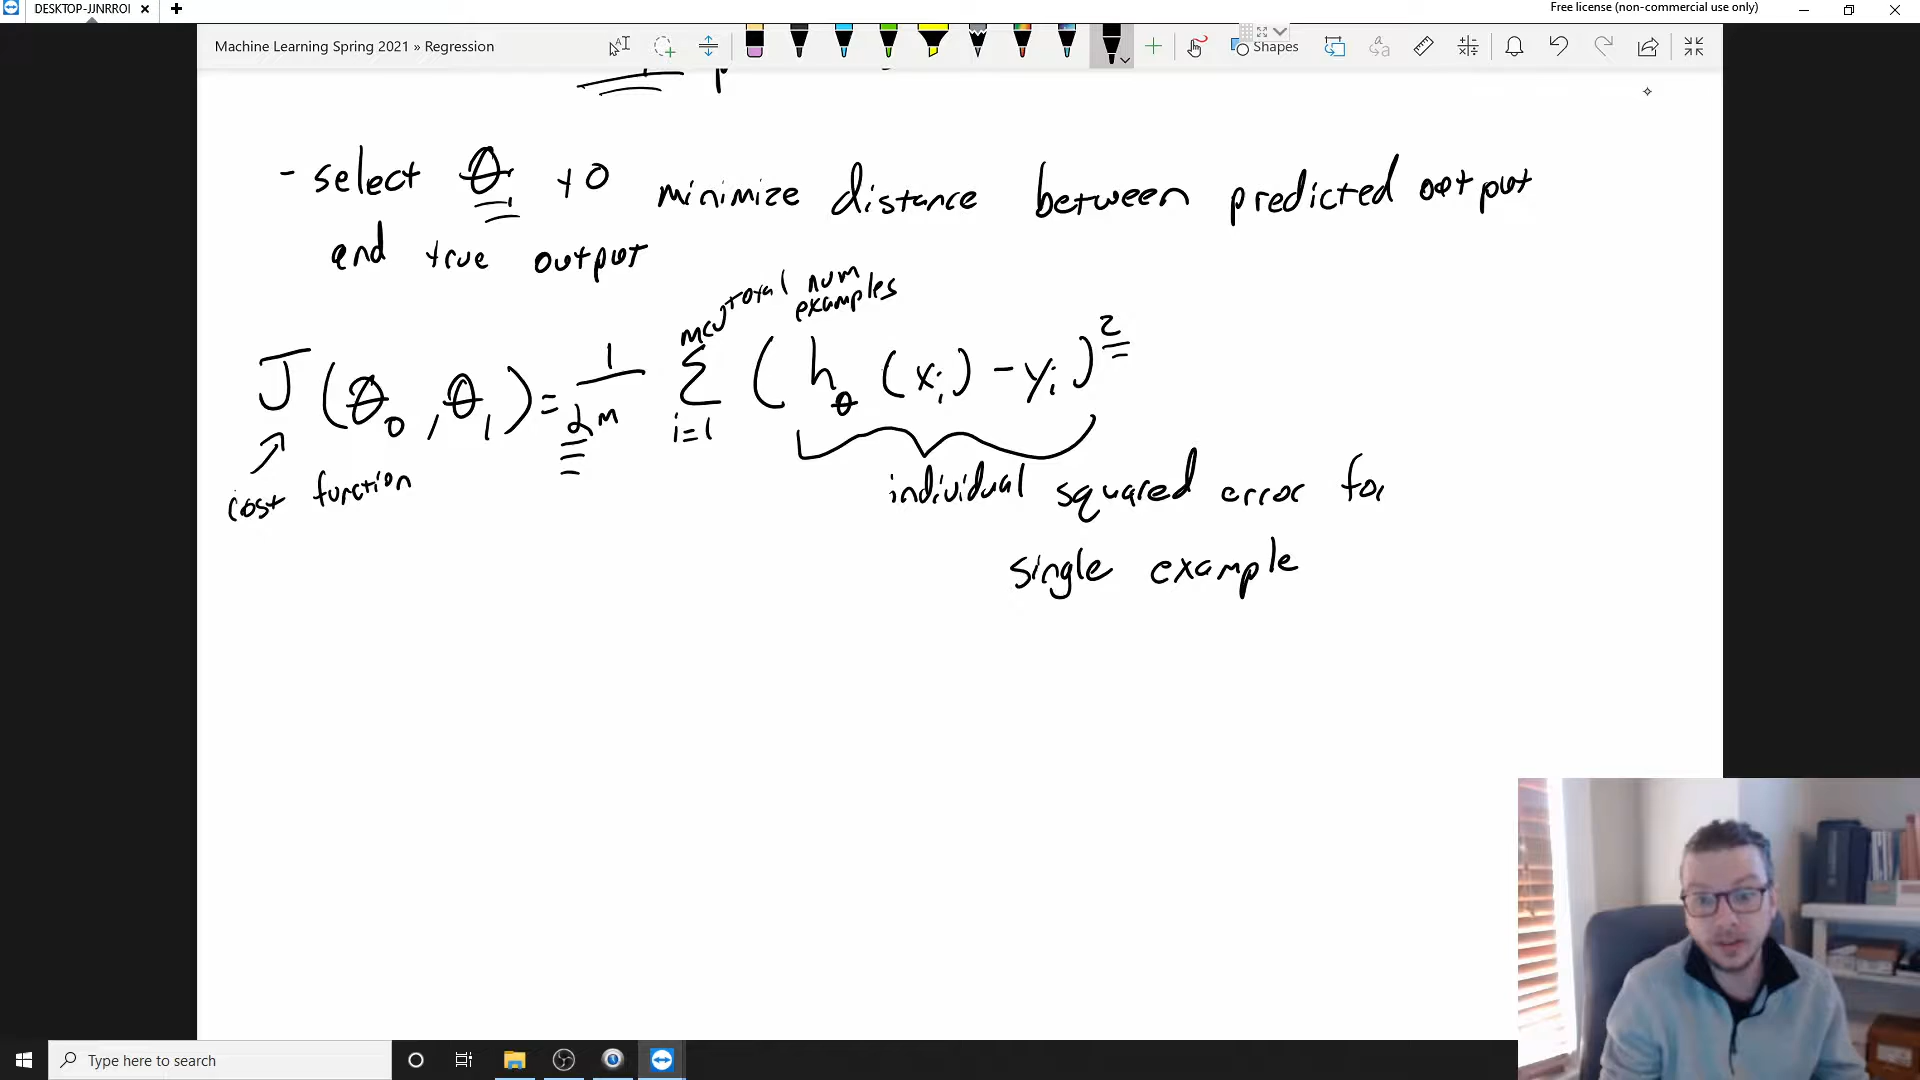 DESKTOP-JJNRROI
Free license (non-commercial use only)
Machine Learning Spring 2021 » Regression
Shapes
- select θ₁ to minimize distance between predicted output
and true output
m total num
examples
J(θ₀, θ₁) = 1/2m Σ i=1 (hθ(xᵢ) - yᵢ)²
cost function
individual squared error for
single example
Type here to search